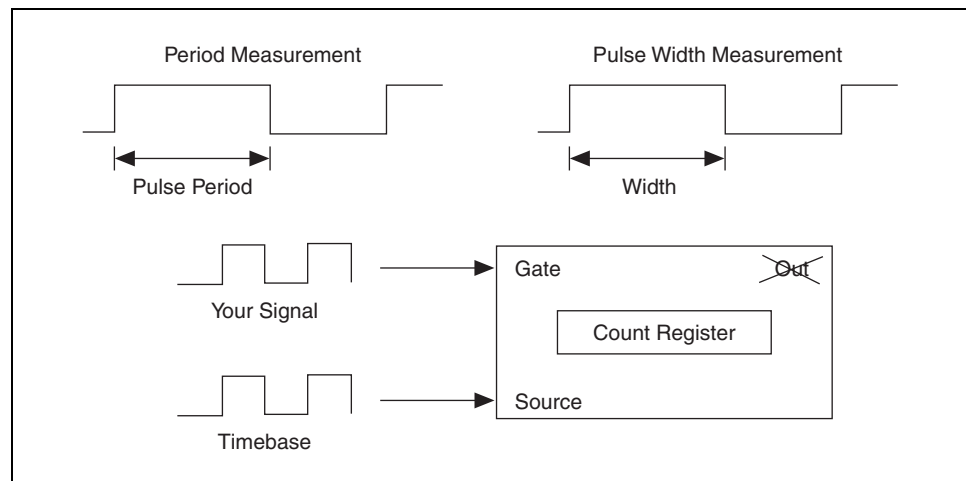 Period Measurement
Pulse Width Measurement
Pulse Period
Width
Your Signal
Gate
Out
Count Register
Timebase
Source